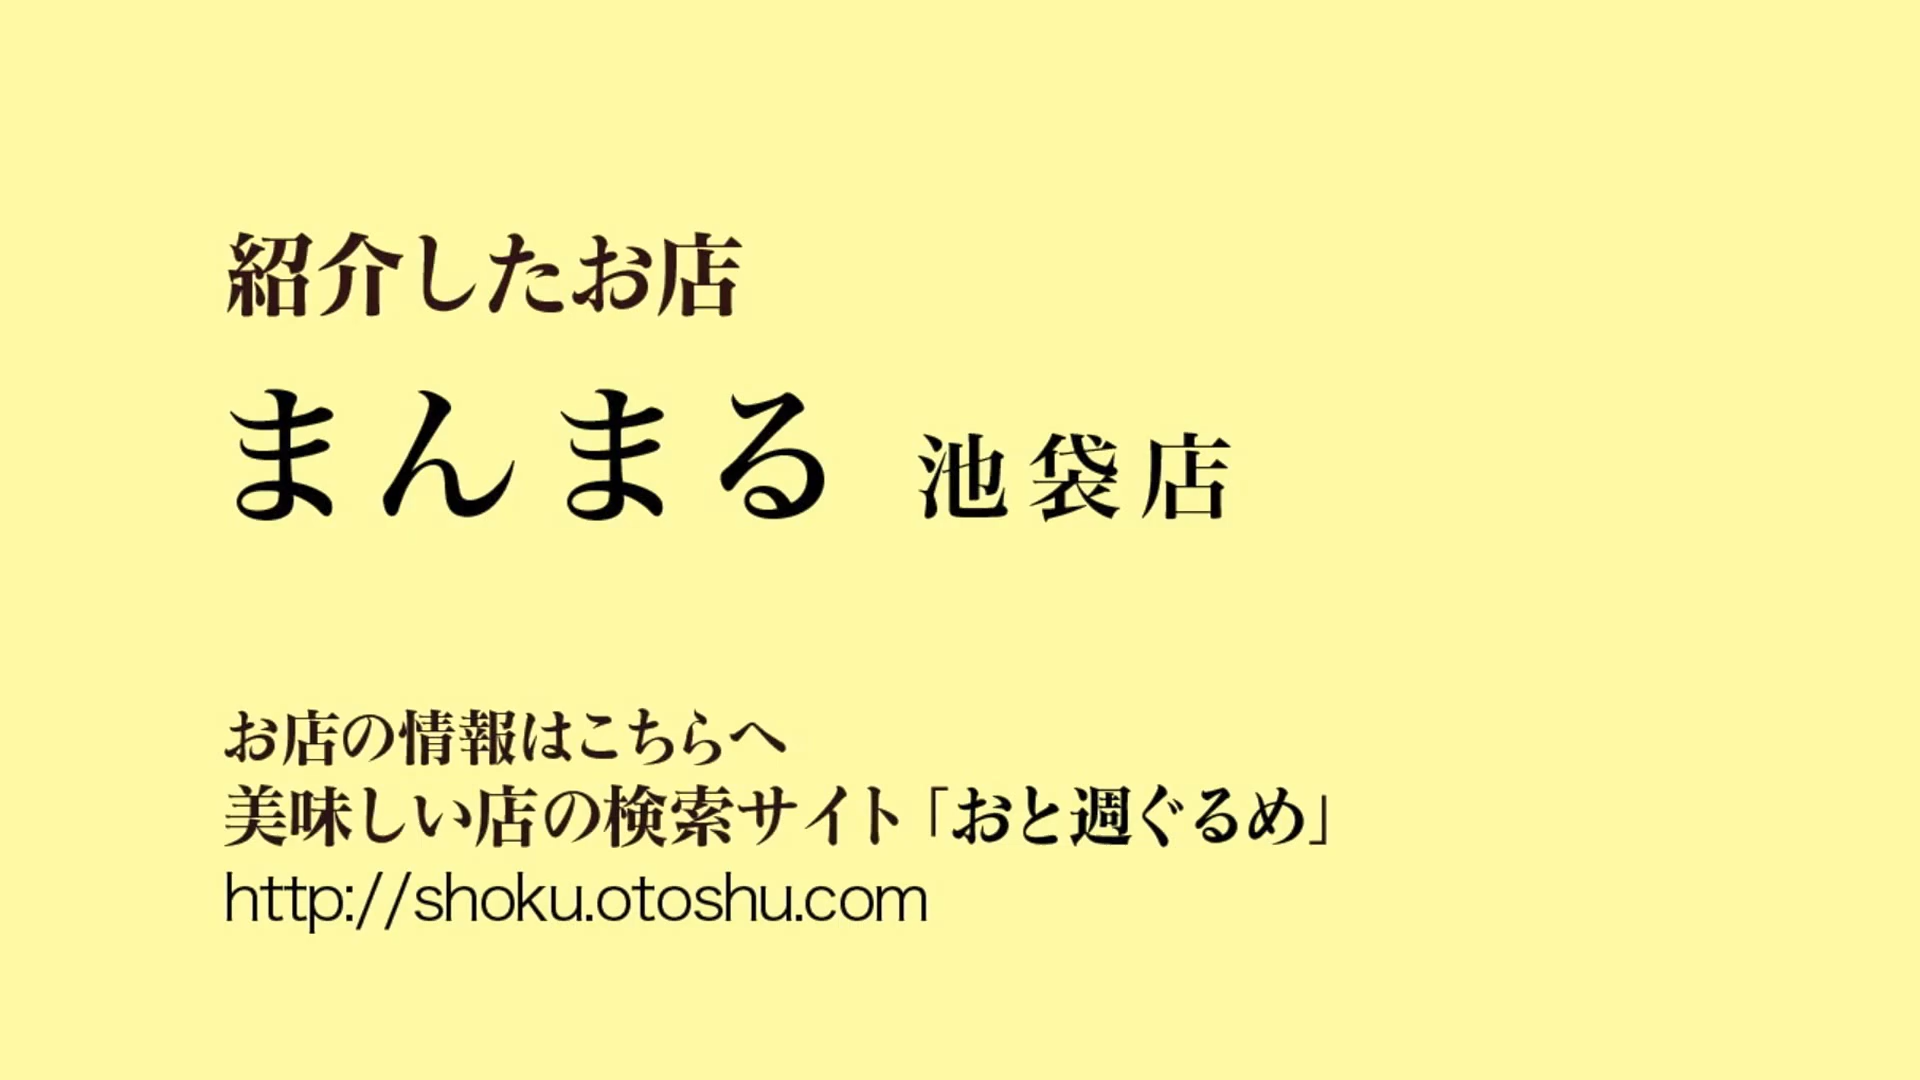 紹介したお店
まんまる 池袋店
お店の情報はこちらへ
美味しい店の検索サイト「おと週ぐるめ」
http://shoku.otoshu.com